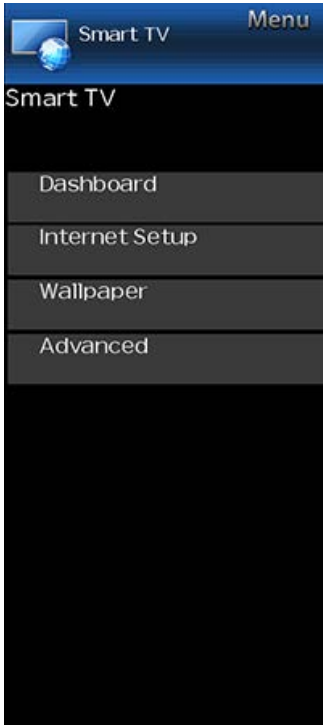 Menu
Smart TV
Smart TV
Dashboard
Internet Setup
Wallpaper
Advanced